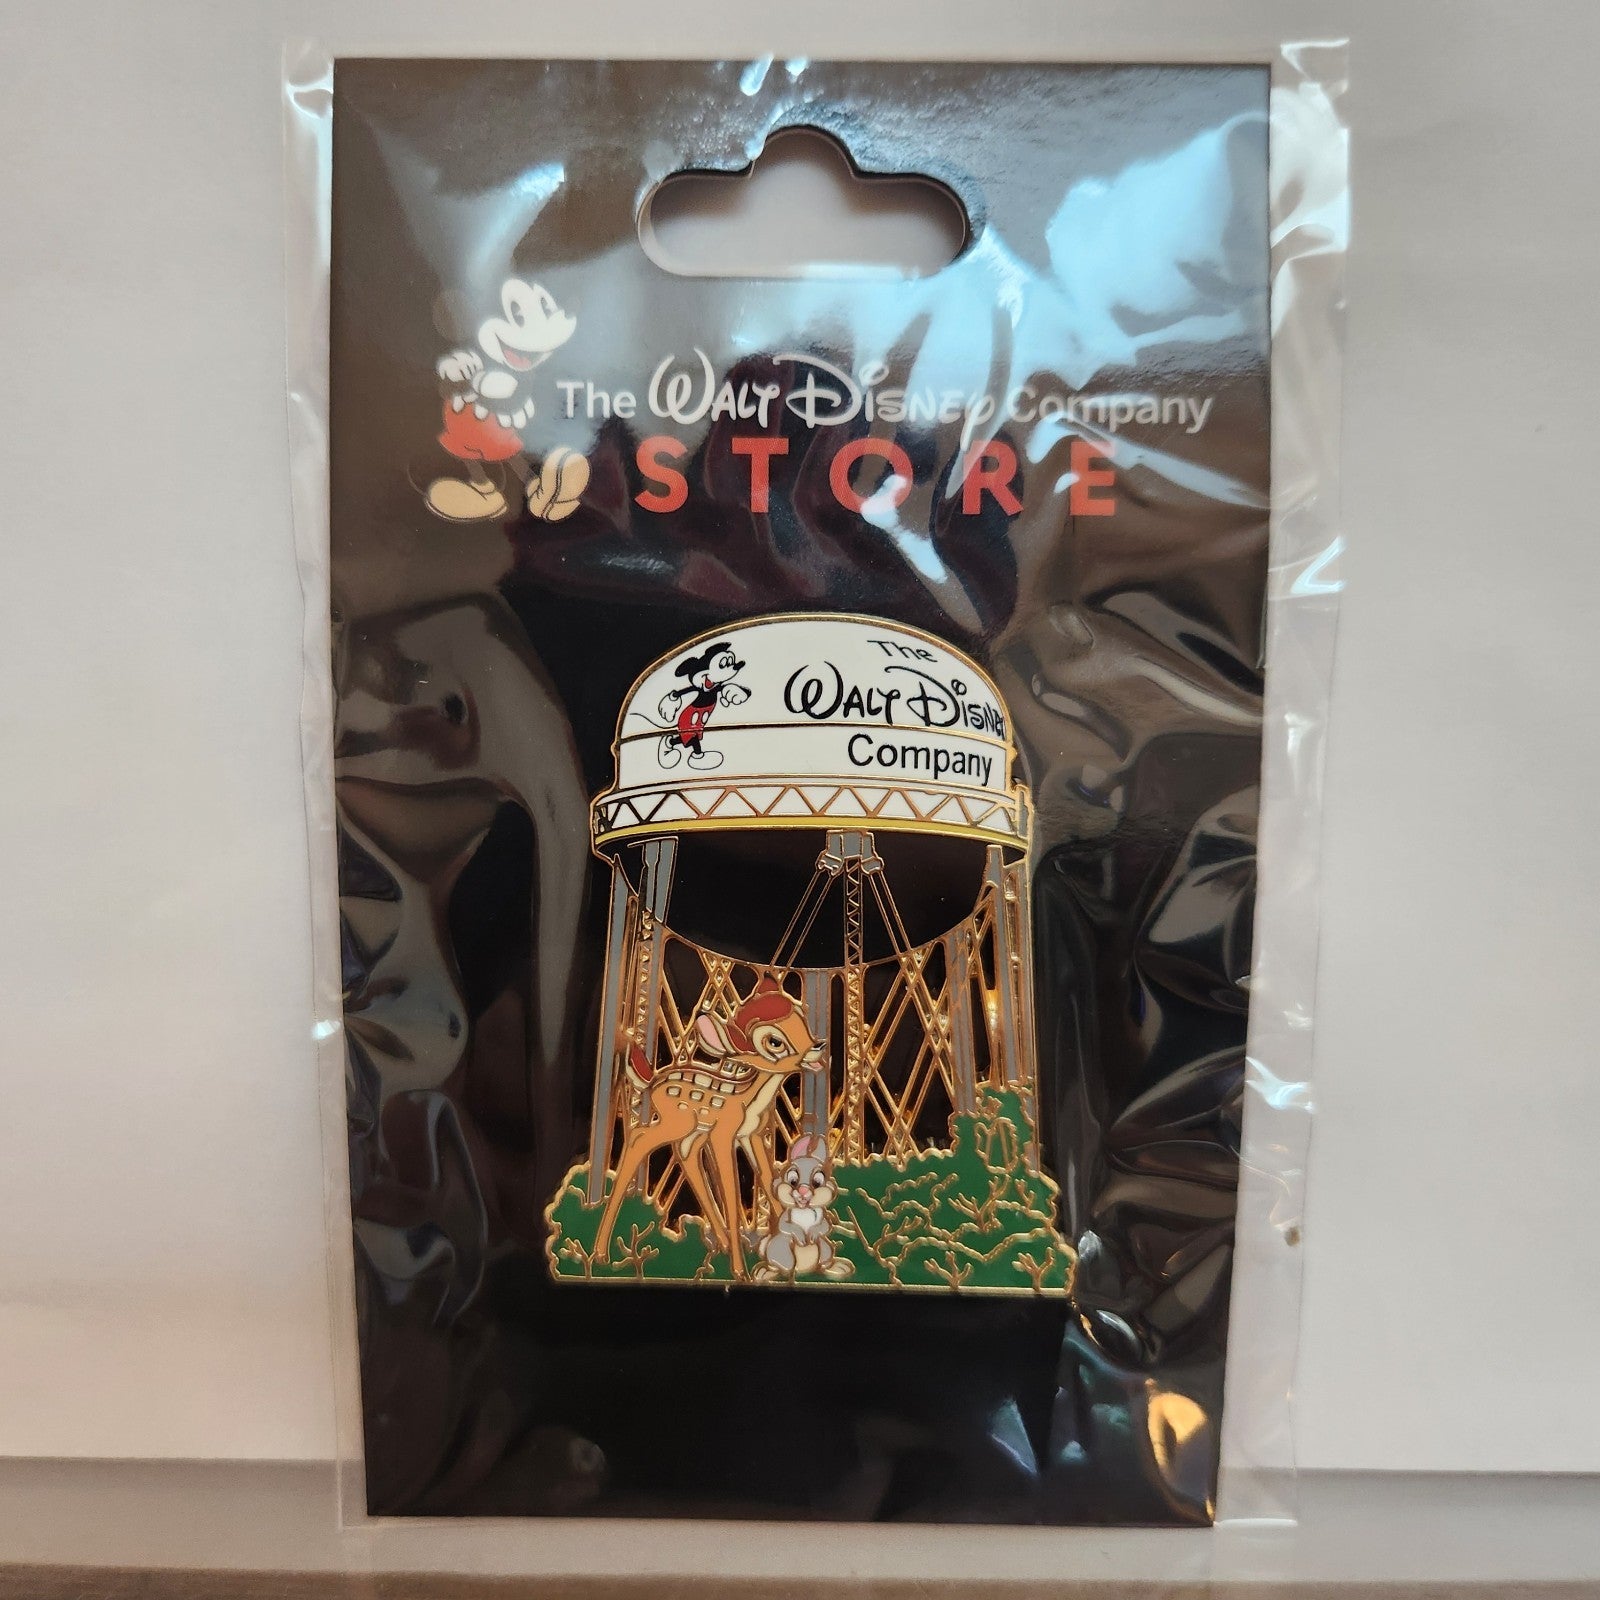 The WALT DISNEY Company
STORE
The
WALT DISNEY
Company